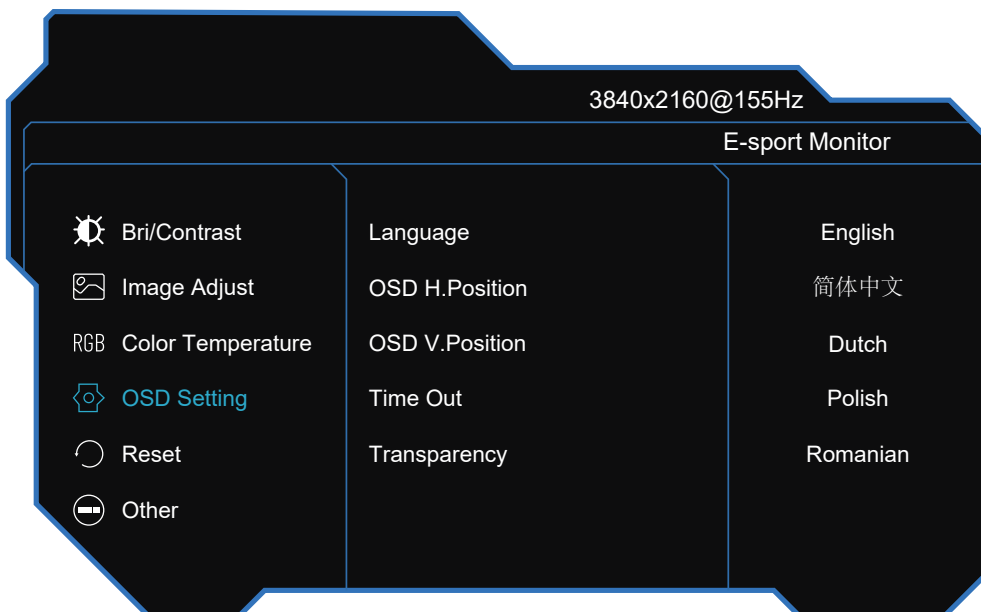 3840x2160@155Hz
E-sport Monitor
Bri/Contrast Language English
Image Adjust OSD H.Position 简体中文
RGB Color Temperature OSD V.Position Dutch
OSD Setting Time Out Polish
Reset Transparency Romanian
Other